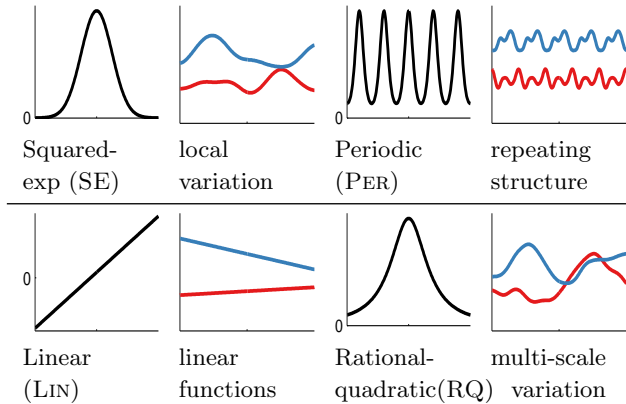 0
0
Squared-
exp (SE)
local
variation
Periodic
(PER)
repeating
structure
0
0
Linear
(LIN)
linear
functions
Rational-
quadratic(RQ)
multi-scale
variation